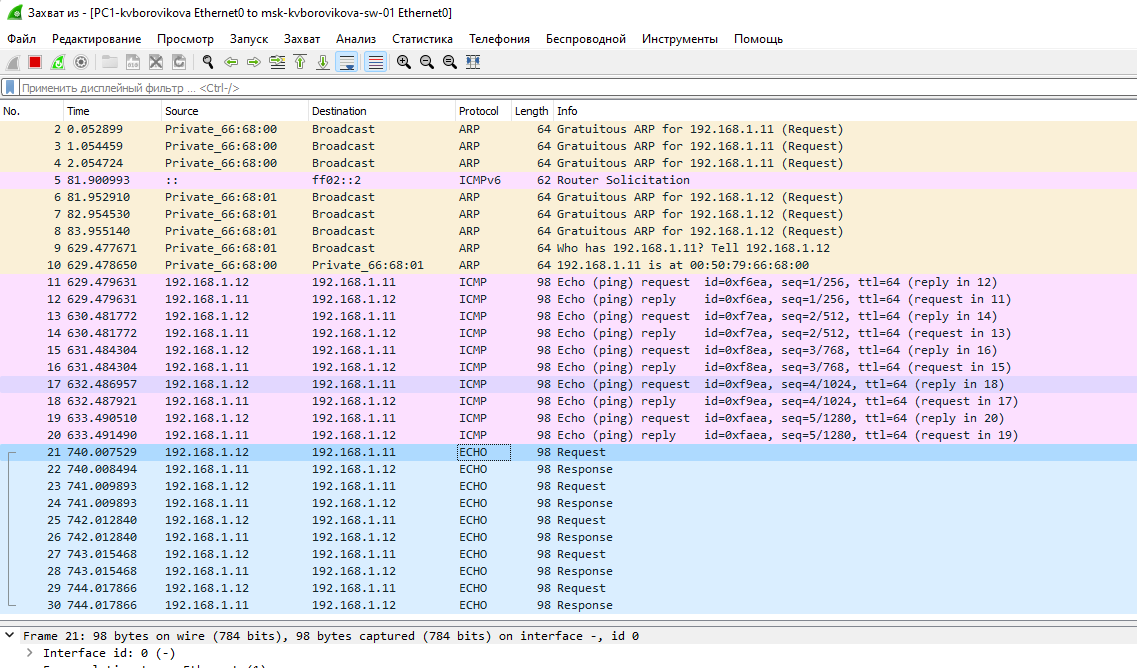 Захват из - [PC1-kvborovikova Ethernet0 to msk-kvborovikova-sw-01 Ethernet0]
Файл Редактирование Просмотр Запуск Захват Анализ Статистика Телефония Беспроводной Инструменты Помощь
Применить дисплейный фильтр ... <Ctrl-/>
No. Time Source Destination Protocol Length Info
2 0.052899 Private_66:68:00 Broadcast ARP 64 Gratuitous ARP for 192.168.1.11 (Request)
3 1.054459 Private_66:68:00 Broadcast ARP 64 Gratuitous ARP for 192.168.1.11 (Request)
4 2.054724 Private_66:68:00 Broadcast ARP 64 Gratuitous ARP for 192.168.1.11 (Request)
5 81.900993 :: ff02::2 ICMPv6 62 Router Solicitation
6 81.952910 Private_66:68:01 Broadcast ARP 64 Gratuitous ARP for 192.168.1.12 (Request)
7 82.954530 Private_66:68:01 Broadcast ARP 64 Gratuitous ARP for 192.168.1.12 (Request)
8 83.955140 Private_66:68:01 Broadcast ARP 64 Gratuitous ARP for 192.168.1.12 (Request)
9 629.477671 Private_66:68:01 Broadcast ARP 64 Who has 192.168.1.11? Tell 192.168.1.12
10 629.478650 Private_66:68:00 Private_66:68:01 ARP 64 192.168.1.11 is at 00:50:79:66:68:00
11 629.479631 192.168.1.12 192.168.1.11 ICMP 98 Echo (ping) request id=0xf6ea, seq=1/256, ttl=64 (reply in 12)
12 629.479631 192.168.1.11 192.168.1.12 ICMP 98 Echo (ping) reply id=0xf6ea, seq=1/256, ttl=64 (request in 11)
13 630.481772 192.168.1.12 192.168.1.11 ICMP 98 Echo (ping) request id=0xf7ea, seq=2/512, ttl=64 (reply in 14)
14 630.481772 192.168.1.11 192.168.1.12 ICMP 98 Echo (ping) reply id=0xf7ea, seq=2/512, ttl=64 (request in 13)
15 631.484304 192.168.1.12 192.168.1.11 ICMP 98 Echo (ping) request id=0xf8ea, seq=3/768, ttl=64 (reply in 16)
16 631.484304 192.168.1.11 192.168.1.12 ICMP 98 Echo (ping) reply id=0xf8ea, seq=3/768, ttl=64 (request in 15)
17 632.486957 192.168.1.12 192.168.1.11 ICMP 98 Echo (ping) request id=0xf9ea, seq=4/1024, ttl=64 (reply in 18)
18 632.487921 192.168.1.11 192.168.1.12 ICMP 98 Echo (ping) reply id=0xf9ea, seq=4/1024, ttl=64 (request in 17)
19 633.490510 192.168.1.12 192.168.1.11 ICMP 98 Echo (ping) request id=0xfaea, seq=5/1280, ttl=64 (reply in 20)
20 633.491490 192.168.1.11 192.168.1.12 ICMP 98 Echo (ping) reply id=0xfaea, seq=5/1280, ttl=64 (request in 19)
21 740.007529 192.168.1.12 192.168.1.11 ECHO 98 Request
22 740.008494 192.168.1.11 192.168.1.12 ECHO 98 Response
23 741.009893 192.168.1.12 192.168.1.11 ECHO 98 Request
24 741.009893 192.168.1.11 192.168.1.12 ECHO 98 Response
25 742.012840 192.168.1.12 192.168.1.11 ECHO 98 Request
26 742.012840 192.168.1.11 192.168.1.12 ECHO 98 Response
27 743.015468 192.168.1.12 192.168.1.11 ECHO 98 Request
28 743.015468 192.168.1.11 192.168.1.12 ECHO 98 Response
29 744.017866 192.168.1.12 192.168.1.11 ECHO 98 Request
30 744.017866 192.168.1.11 192.168.1.12 ECHO 98 Response
Frame 21: 98 bytes on wire (784 bits), 98 bytes captured (784 bits) on interface -, id 0
Interface id: 0 (-)